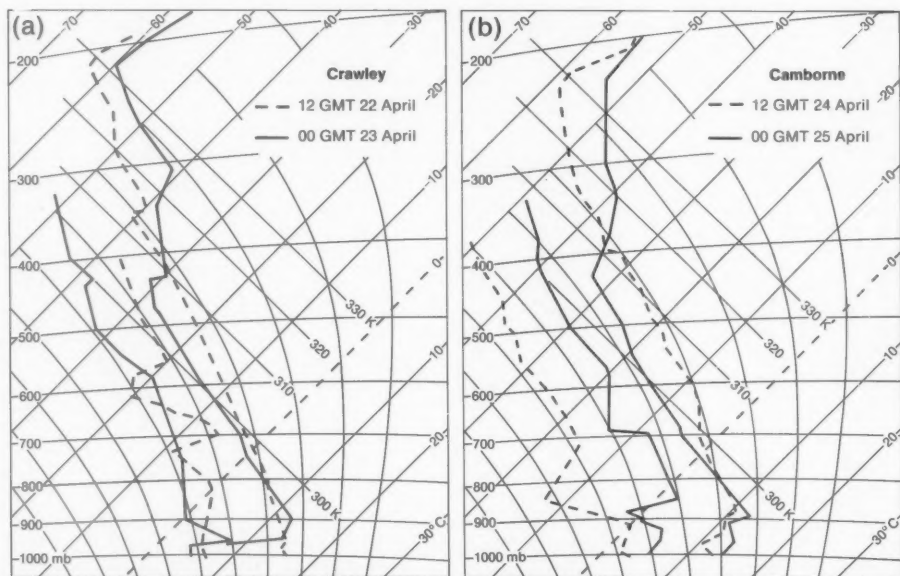 (a)
-70
-60
-50
-40
-30
-20
-10
0
10
20
30°C
-200
-300
-400
-500
-600
-700
-800
-900
-1000 mb
Crawley
12 GMT 22 April
00 GMT 23 April
330 K
320
310
300 K
(b)
-70
-60
-50
-40
-30
-20
-10
0
10
20
30°C
-200
-300
-400
-500
-600
-700
-800
-900
-1000 mb
Camborne
12 GMT 24 April
00 GMT 25 April
330 K
320
310
300 K